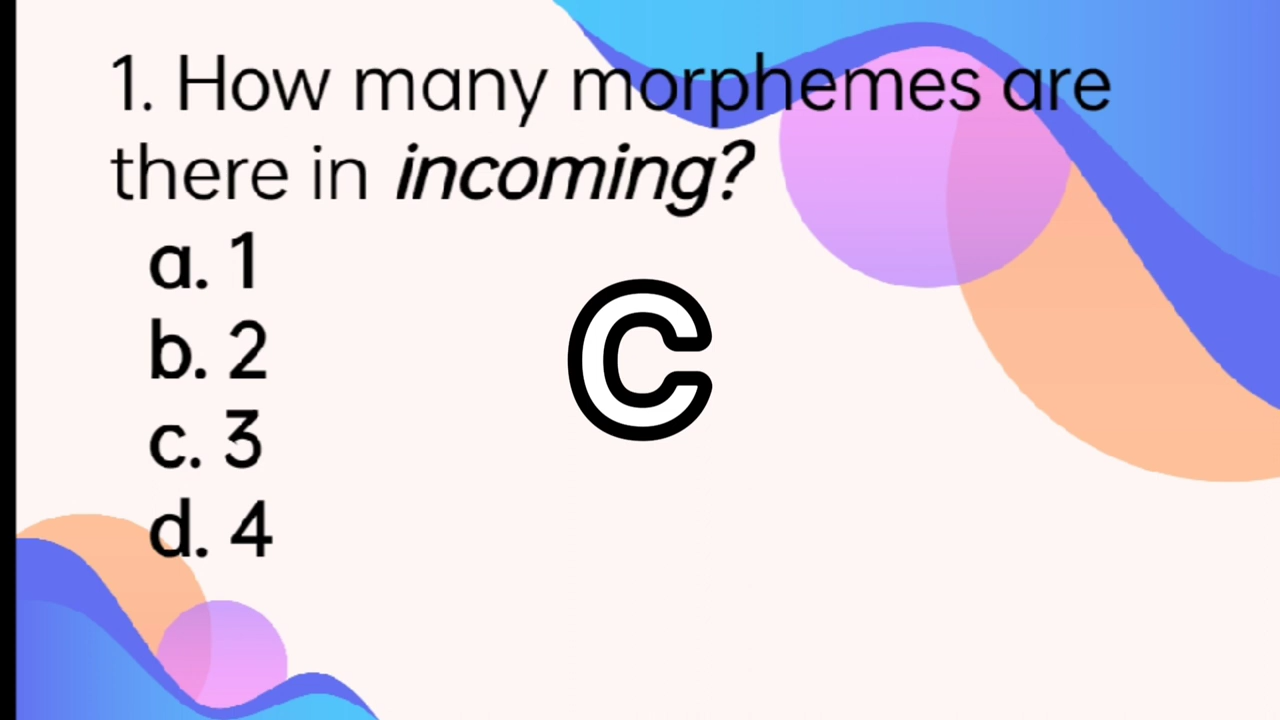 1. How many morphemes are
there in incoming?
a. 1
b. 2
C
c. 3
d. 4